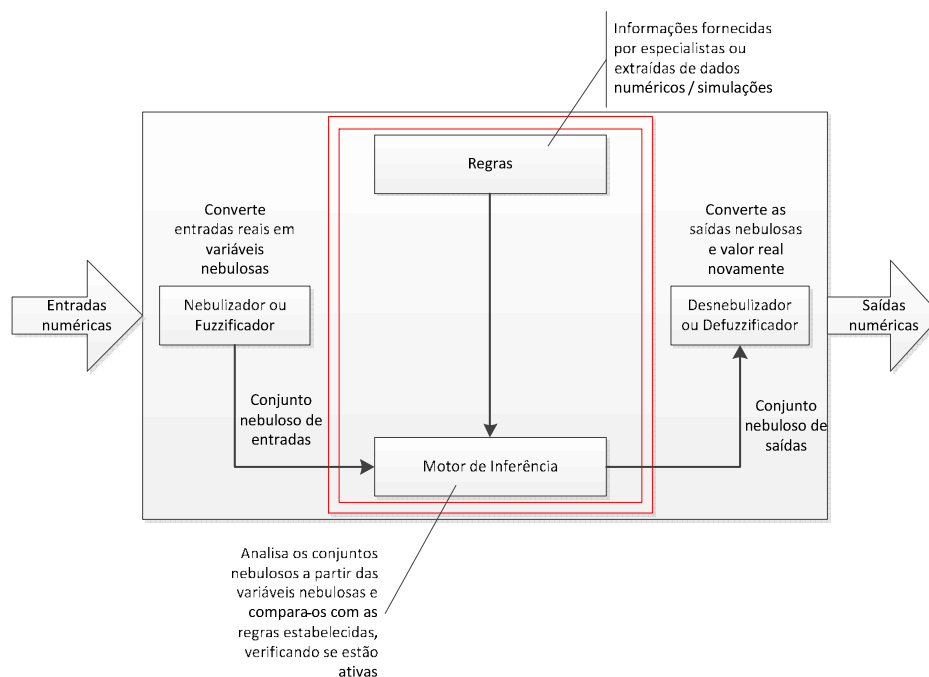 Informações fornecidas
por especialistas ou
extraídas de dados
numéricos / simulações
Regras
Converte
entradas reais em
variáveis
nebulosas
Converte as
saídas nebulosas
e valor real
novamente
Entradas
numéricas
Nebulizador ou
Fuzzificador
Desnebulizador
ou Defuzzificador
Saídas
numéricas
Conjunto
nebuloso de
entradas
Conjunto
nebuloso de
saídas
Motor de Inferência
Analisa os conjuntos
nebulosos a partir das
variáveis nebulosas e
compara-os com as
regras estabelecidas,
verificando se estão
ativas